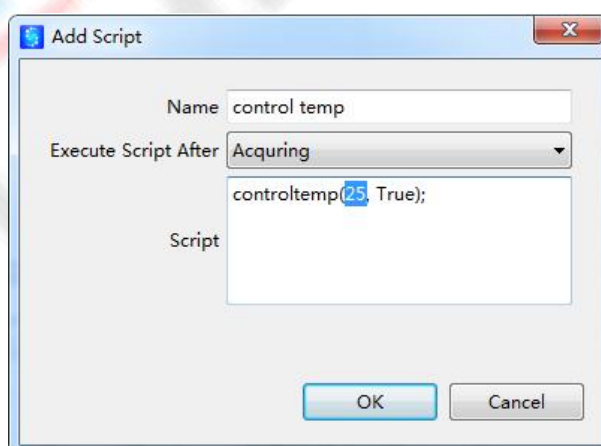 Add Script
Name control temp
Execute Script After Acquring
Script controltemp(25, True);
OK Cancel